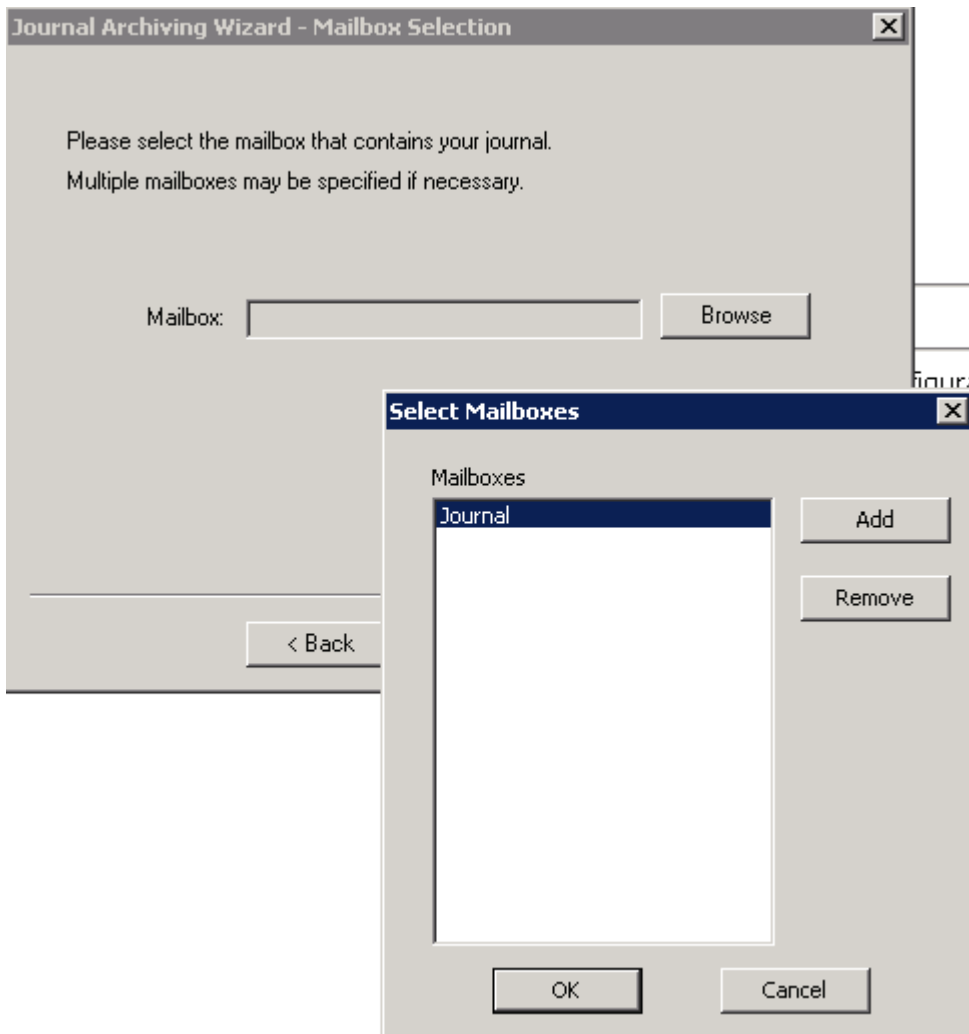 Journal Archiving Wizard - Mailbox Selection
Please select the mailbox that contains your journal.
Multiple mailboxes may be specified if necessary.
Mailbox:
Browse
Select Mailboxes
Mailboxes
Journal
Add
Remove
< Back
OK
Cancel